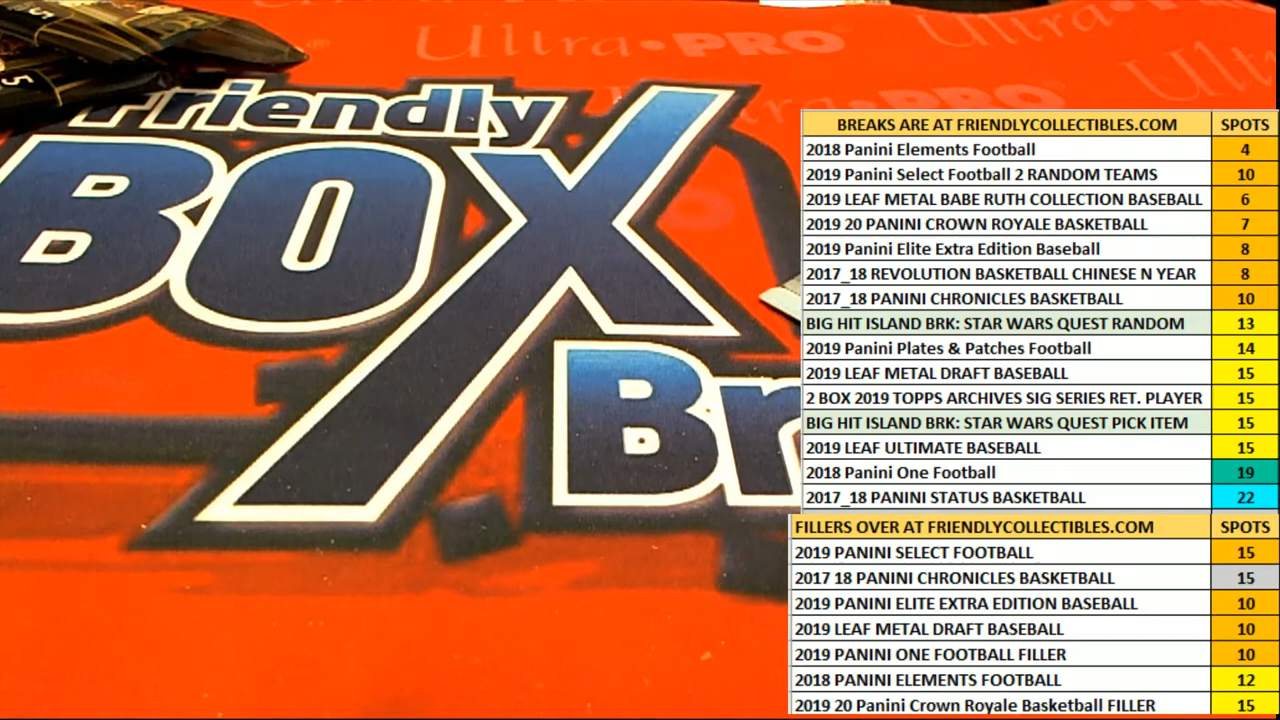 Ultra•PRO
Ultra•
Ultra
PRO
Friendly
BOX
Br
5
BREAKS ARE AT FRIENDLYCOLLECTIBLES.COM SPOTS
2018 Panini Elements Football 4
2019 Panini Select Football 2 RANDOM TEAMS 10
2019 LEAF METAL BABE RUTH COLLECTION BASEBALL 6
2019 20 PANINI CROWN ROYALE BASKETBALL 7
2019 Panini Elite Extra Edition Baseball 8
2017_18 REVOLUTION BASKETBALL CHINESE N YEAR 8
2017_18 PANINI CHRONICLES BASKETBALL 10
BIG HIT ISLAND BRK: STAR WARS QUEST RANDOM 13
2019 Panini Plates & Patches Football 14
2019 LEAF METAL DRAFT BASEBALL 15
2 BOX 2019 TOPPS ARCHIVES SIG SERIES RET. PLAYER 15
BIG HIT ISLAND BRK: STAR WARS QUEST PICK ITEM 15
2019 LEAF ULTIMATE BASEBALL 15
2018 Panini One Football 19
2017_18 PANINI STATUS BASKETBALL 22
FILLERS OVER AT FRIENDLYCOLLECTIBLES.COM SPOTS
2019 PANINI SELECT FOOTBALL 15
2017 18 PANINI CHRONICLES BASKETBALL 15
2019 PANINI ELITE EXTRA EDITION BASEBALL 10
2019 LEAF METAL DRAFT BASEBALL 10
2019 PANINI ONE FOOTBALL FILLER 10
2018 PANINI ELEMENTS FOOTBALL 12
2019 20 Panini Crown Royale Basketball FILLER 15